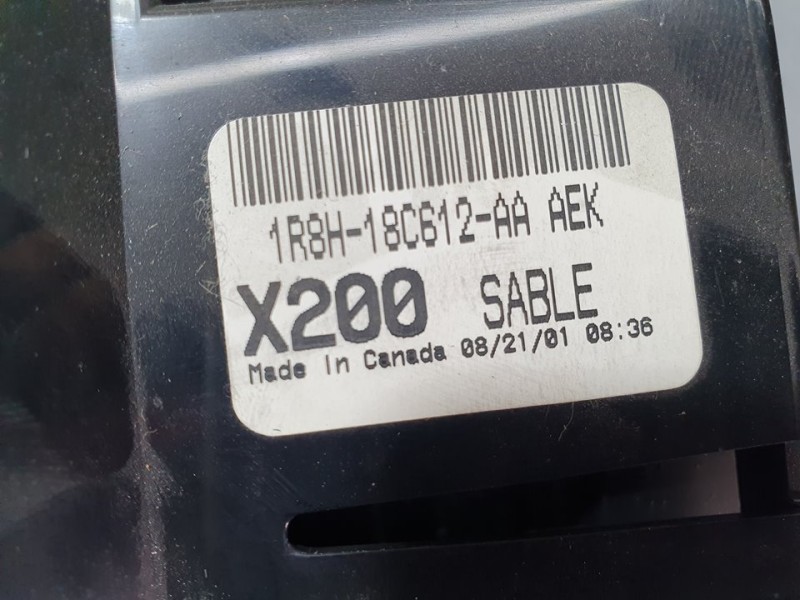 1R8H-18C612-AA AEK
X200 SABLE
Made In Canada 08/21/01 08:36